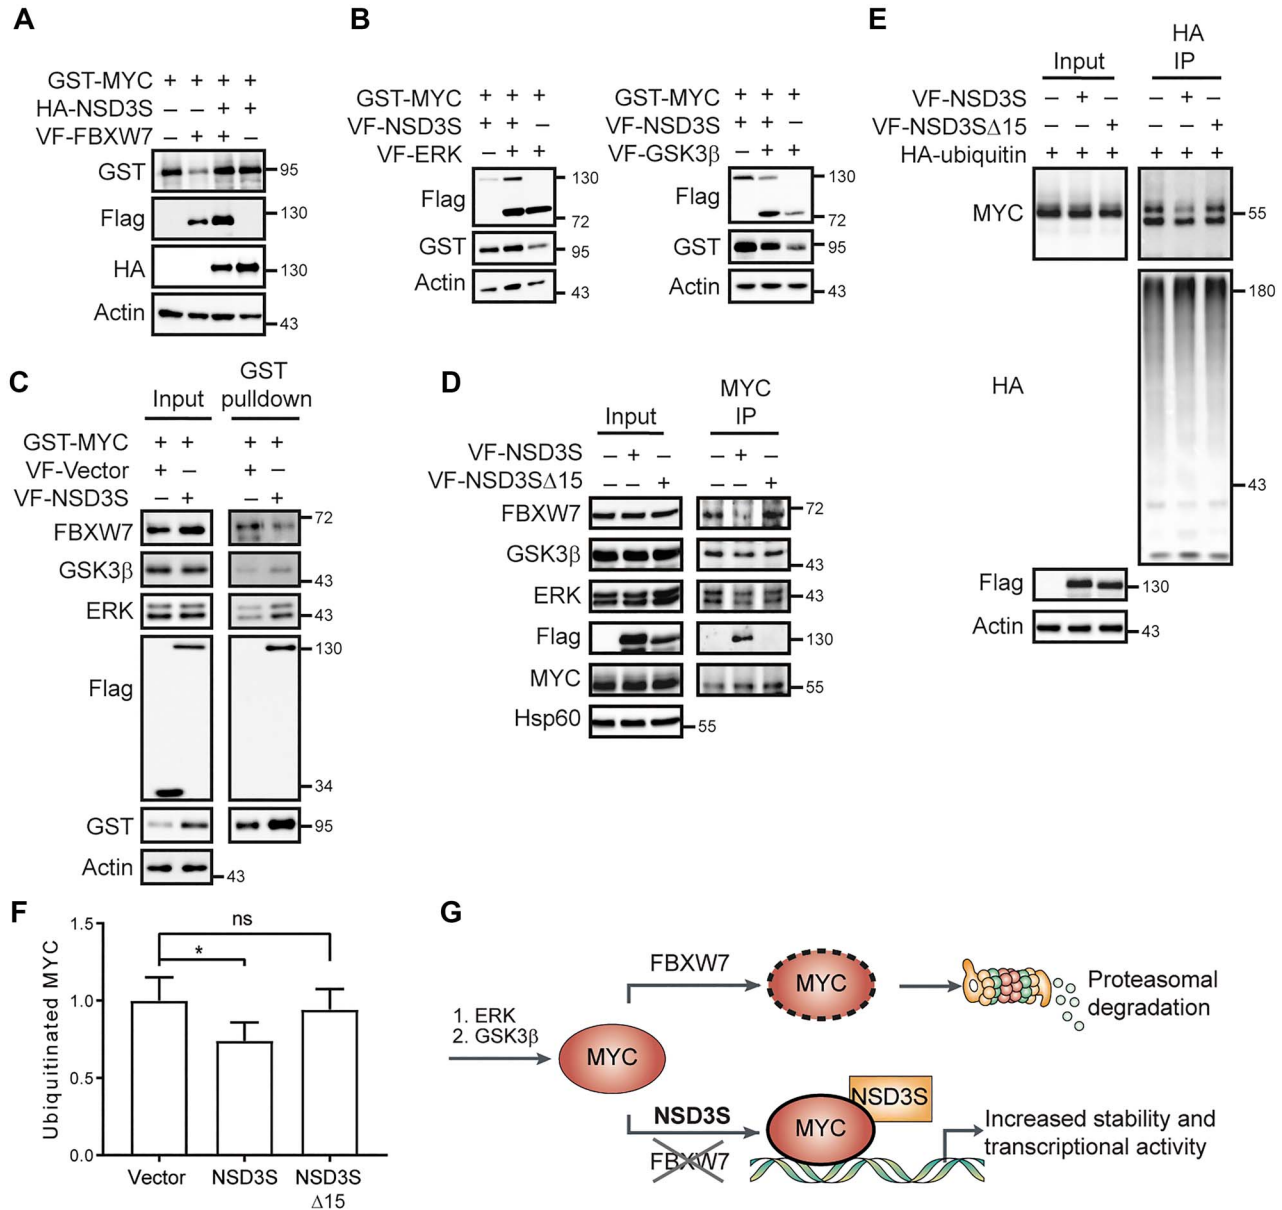 A
GST-MYC + + + +
HA-NSD3S – – + +
VF-FBXW7 – + + –
GST 95
Flag 130
HA 130
Actin 43
B
GST-MYC + + +
VF-NSD3S + + –
VF-ERK – + +
Flag 130
72
GST 95
Actin 43
GST-MYC + + +
VF-NSD3S + + –
VF-GSK3β – + +
Flag 130
72
GST 95
Actin 43
C
Input
GST
pulldown
GST-MYC + + + +
VF-Vector + – + –
VF-NSD3S – + – +
FBXW7 72
GSK3β 43
ERK 43
Flag 130
34
GST 95
Actin 43
D
Input
MYC
IP
VF-NSD3S – + – – + –
VF-NSD3SΔ15 – – + – – +
FBXW7 72
GSK3β 43
ERK 43
Flag 130
MYC 55
Hsp60 55
E
Input
HA
IP
VF-NSD3S – + – – + –
VF-NSD3SΔ15 – – + – – +
HA-ubiquitin + + + + + +
MYC 55
HA 180
43
Flag 130
Actin 43
F
Ubiquitinated MYC
1.5
1.0
0.5
0.0
ns
*
Vector
NSD3S
NSD3S
Δ15
G
1. ERK
2. GSK3β
MYC
FBXW7
MYC
Proteasomal
degradation
NSD3S
FBXW7
MYC
NSD3S
Increased stability and
transcriptional activity